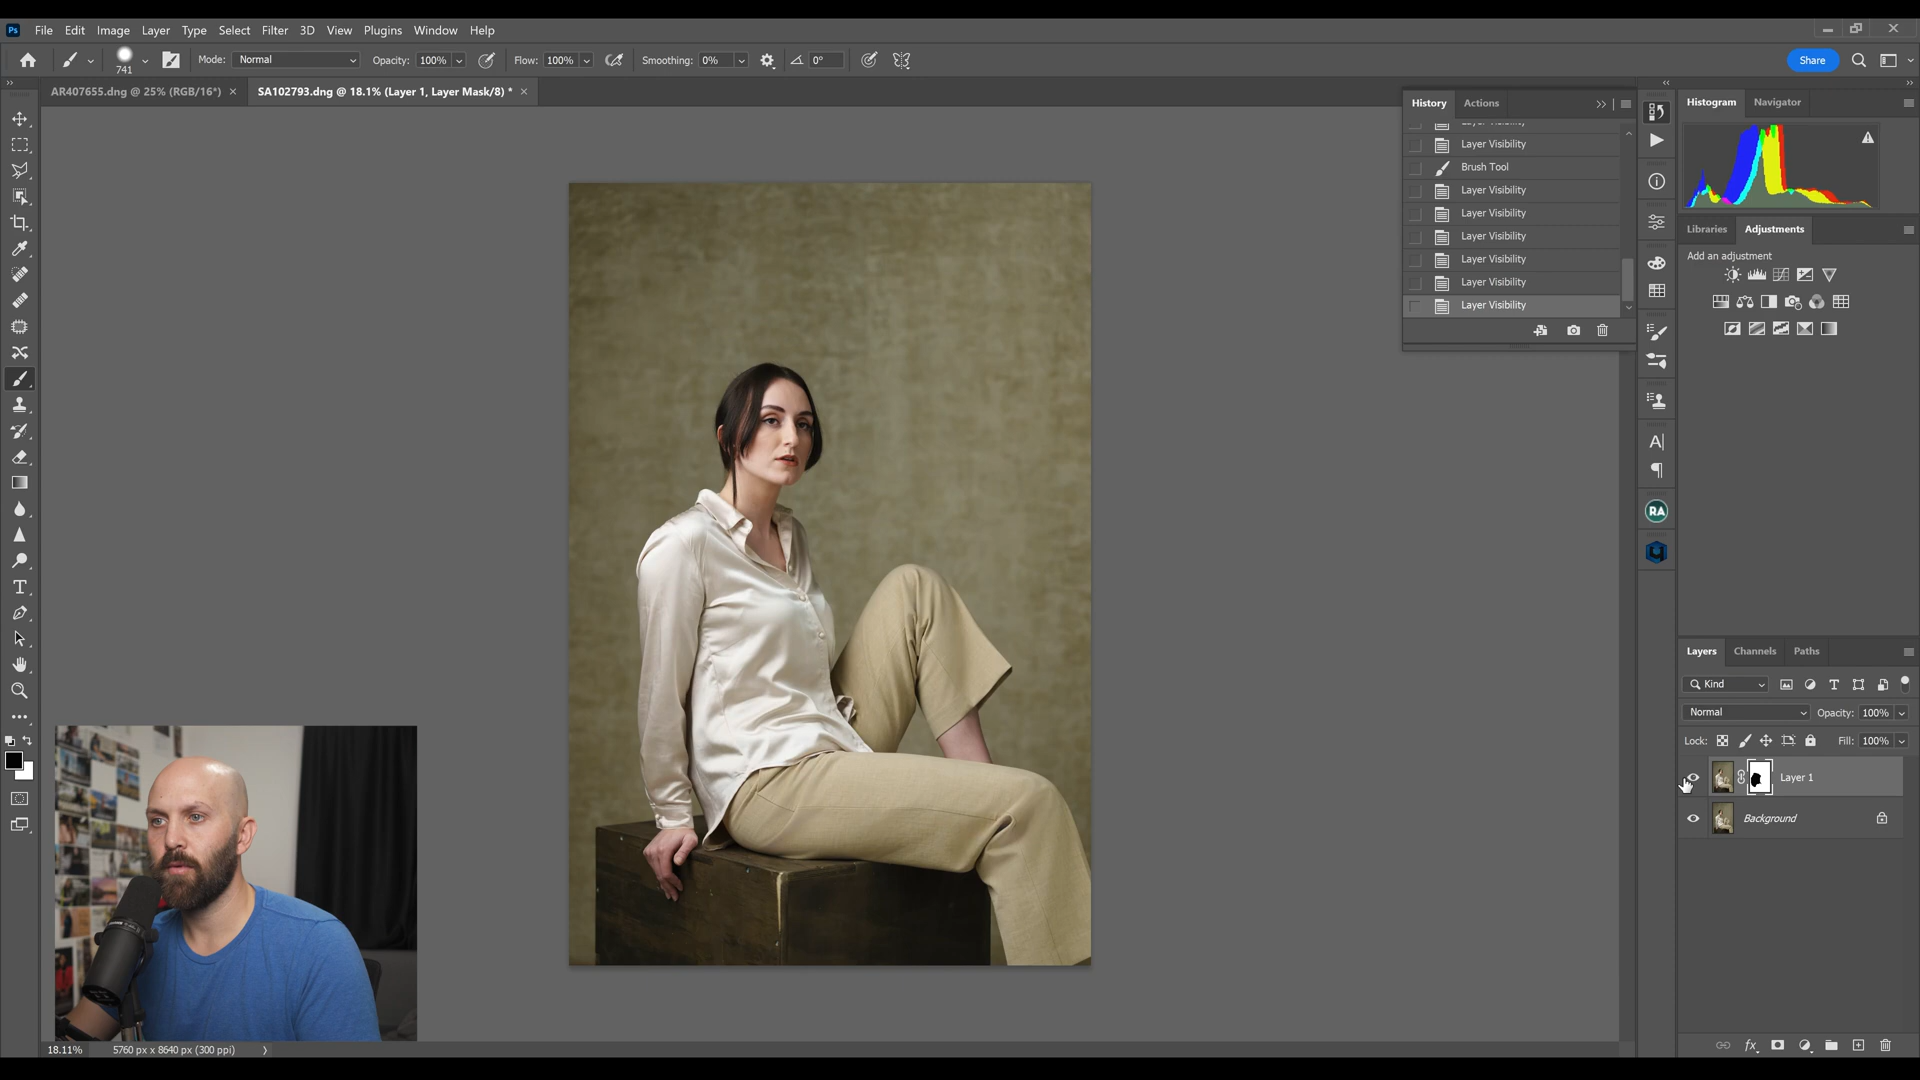 Ps File Edit Image Layer Type Select Filter 3D View Plugins Window Help
741 Mode: Normal Opacity: 100% Flow: 100% Smoothing: 0% 0° Share
AR407655.dng @ 25% (RGB/16*) × SA102793.dng @ 18.1% (Layer 1, Layer Mask/8) * ×
History Actions
Layer Visibility
Layer Visibility
Brush Tool
Layer Visibility
Layer Visibility
Layer Visibility
Layer Visibility
Layer Visibility
Layer Visibility
Histogram Navigator
Libraries Adjustments
Add an adjustment
RA
Layers Channels Paths
Kind
Normal Opacity: 100%
Lock: Fill: 100%
Layer 1
Background
fx
18.11% 5760 px x 8640 px (300 ppi)